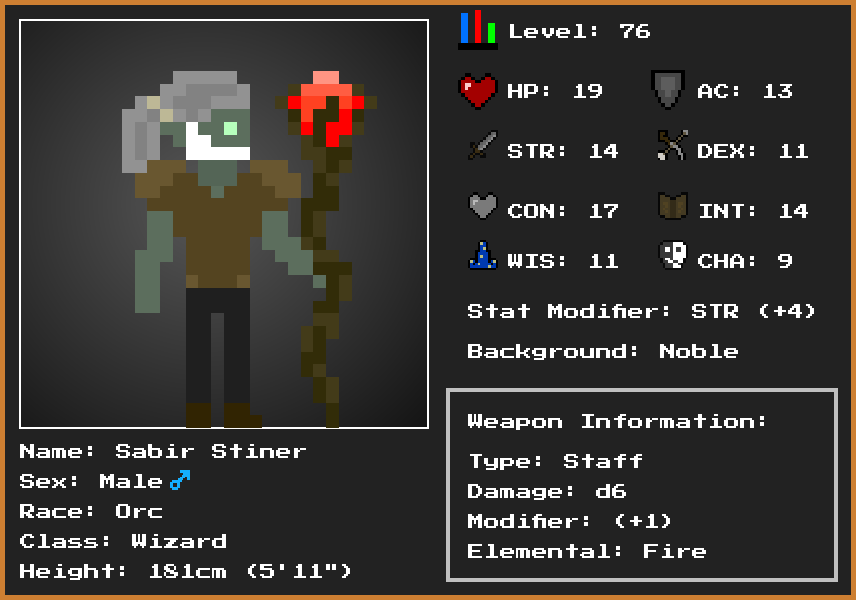 Level: 76
HP: 19
AC: 13
STR: 14
DEX: 11
CON: 17
INT: 14
WIS: 11
CHA: 9
Stat Modifier: STR (+4)
Background: Noble
Weapon Information:
Type: Staff
Damage: d6
Modifier: (+1)
Elemental: Fire
Name: Sabir Stiner
Sex: Male ♂
Race: Orc
Class: Wizard
Height: 181cm (5'11")